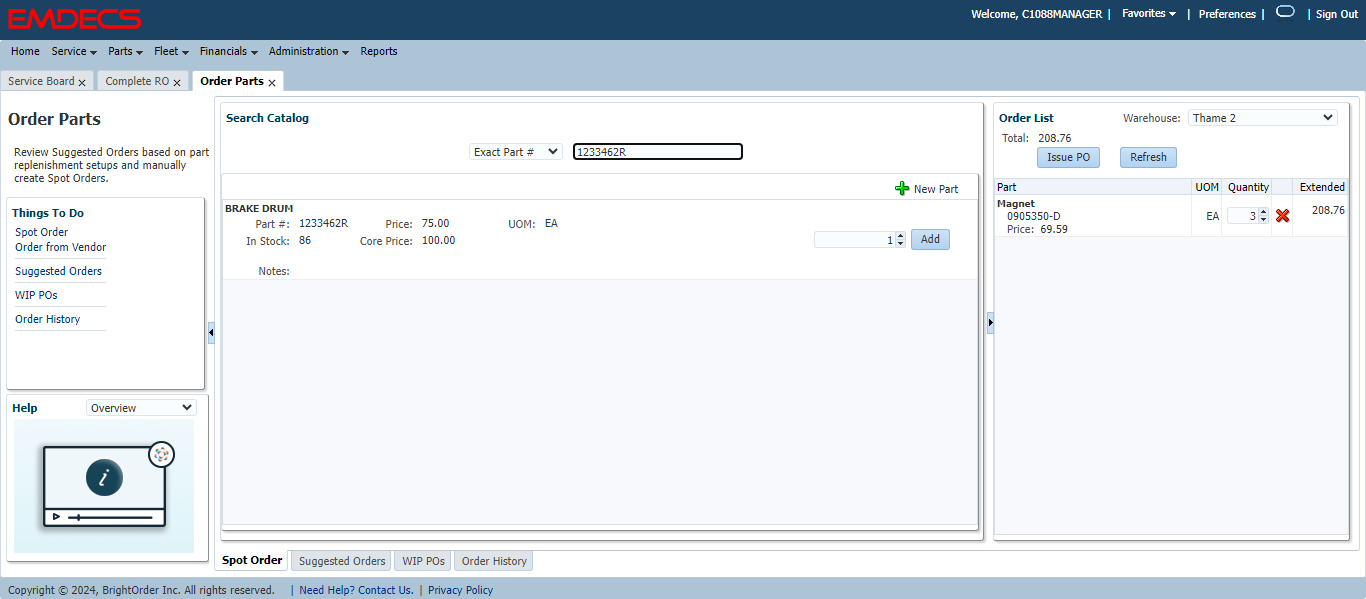 EMDECS
Welcome, C1088MANAGER | Favorites | Preferences | | Sign Out
Home Service Parts Fleet Financials Administration Reports
Service Board x Complete RO x Order Parts x
Order Parts
Review Suggested Orders based on part
replenishment setups and manually
create Spot Orders.
Things To Do
Spot Order
Order from Vendor
Suggested Orders
WIP POs
Order History
Help Overview
i
Search Catalog
Exact Part # 1233462R
New Part
BRAKE DRUM
Part #: 1233462R Price: 75.00 UOM: EA
In Stock: 86 Core Price: 100.00
1 Add
Notes:
Order List Warehouse: Thame 2
Total: 208.76
Issue PO Refresh
Part UOM Quantity Extended
Magnet
0905350-D EA 3 208.76
Price: 69.59
Spot Order Suggested Orders WIP POs Order History
Copyright © 2024, BrightOrder Inc. All rights reserved. | Need Help? Contact Us. | Privacy Policy